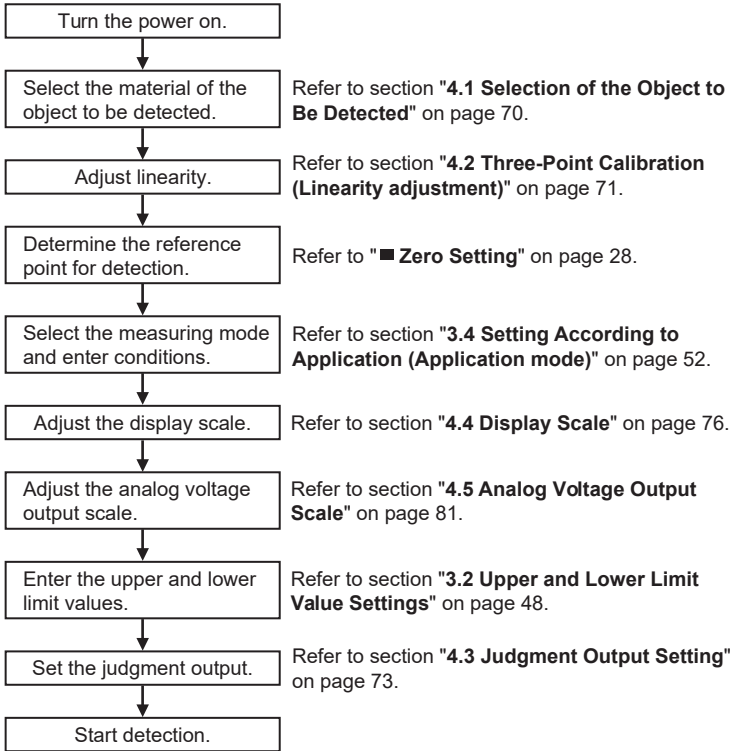 Turn the power on.
Select the material of the
object to be detected.
Refer to section "4.1 Selection of the Object to
Be Detected" on page 70.
Adjust linearity.
Refer to section "4.2 Three-Point Calibration
(Linearity adjustment)" on page 71.
Determine the reference
point for detection.
Refer to "■ Zero Setting" on page 28.
Select the measuring mode
and enter conditions.
Refer to section "3.4 Setting According to
Application (Application mode)" on page 52.
Adjust the display scale.
Refer to section "4.4 Display Scale" on page 76.
Adjust the analog voltage
output scale.
Refer to section "4.5 Analog Voltage Output
Scale" on page 81.
Enter the upper and lower
limit values.
Refer to section "3.2 Upper and Lower Limit
Value Settings" on page 48.
Set the judgment output.
Refer to section "4.3 Judgment Output Setting"
on page 73.
Start detection.